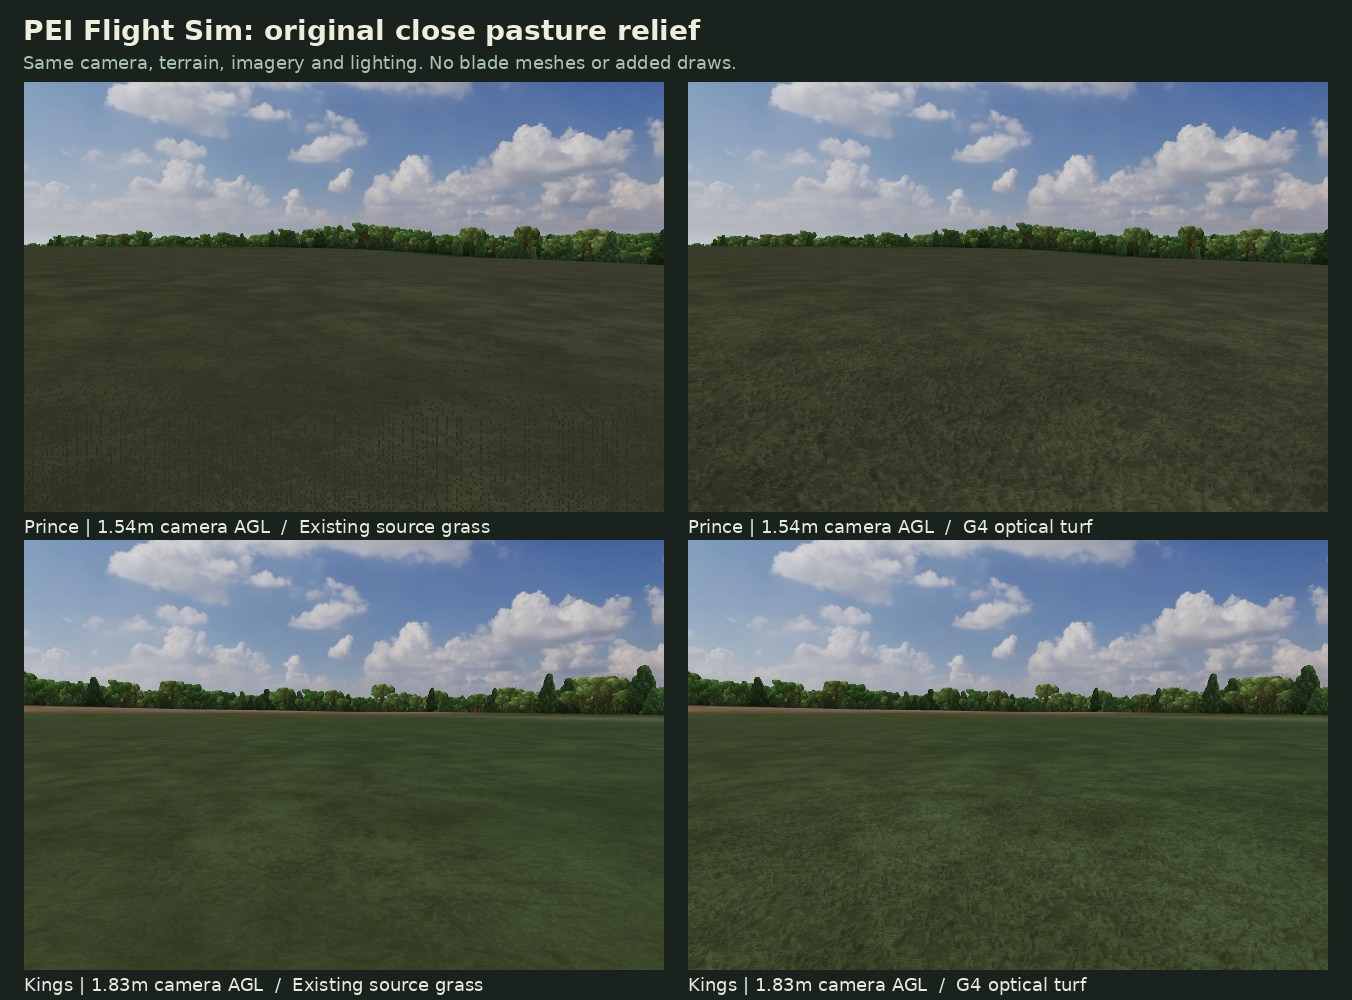 PEI Flight Sim: original close pasture relief
Same camera, terrain, imagery and lighting. No blade meshes or added draws.
Prince | 1.54m camera AGL / Existing source grass
Prince | 1.54m camera AGL / G4 optical turf
Kings | 1.83m camera AGL / Existing source grass
Kings | 1.83m camera AGL / G4 optical turf